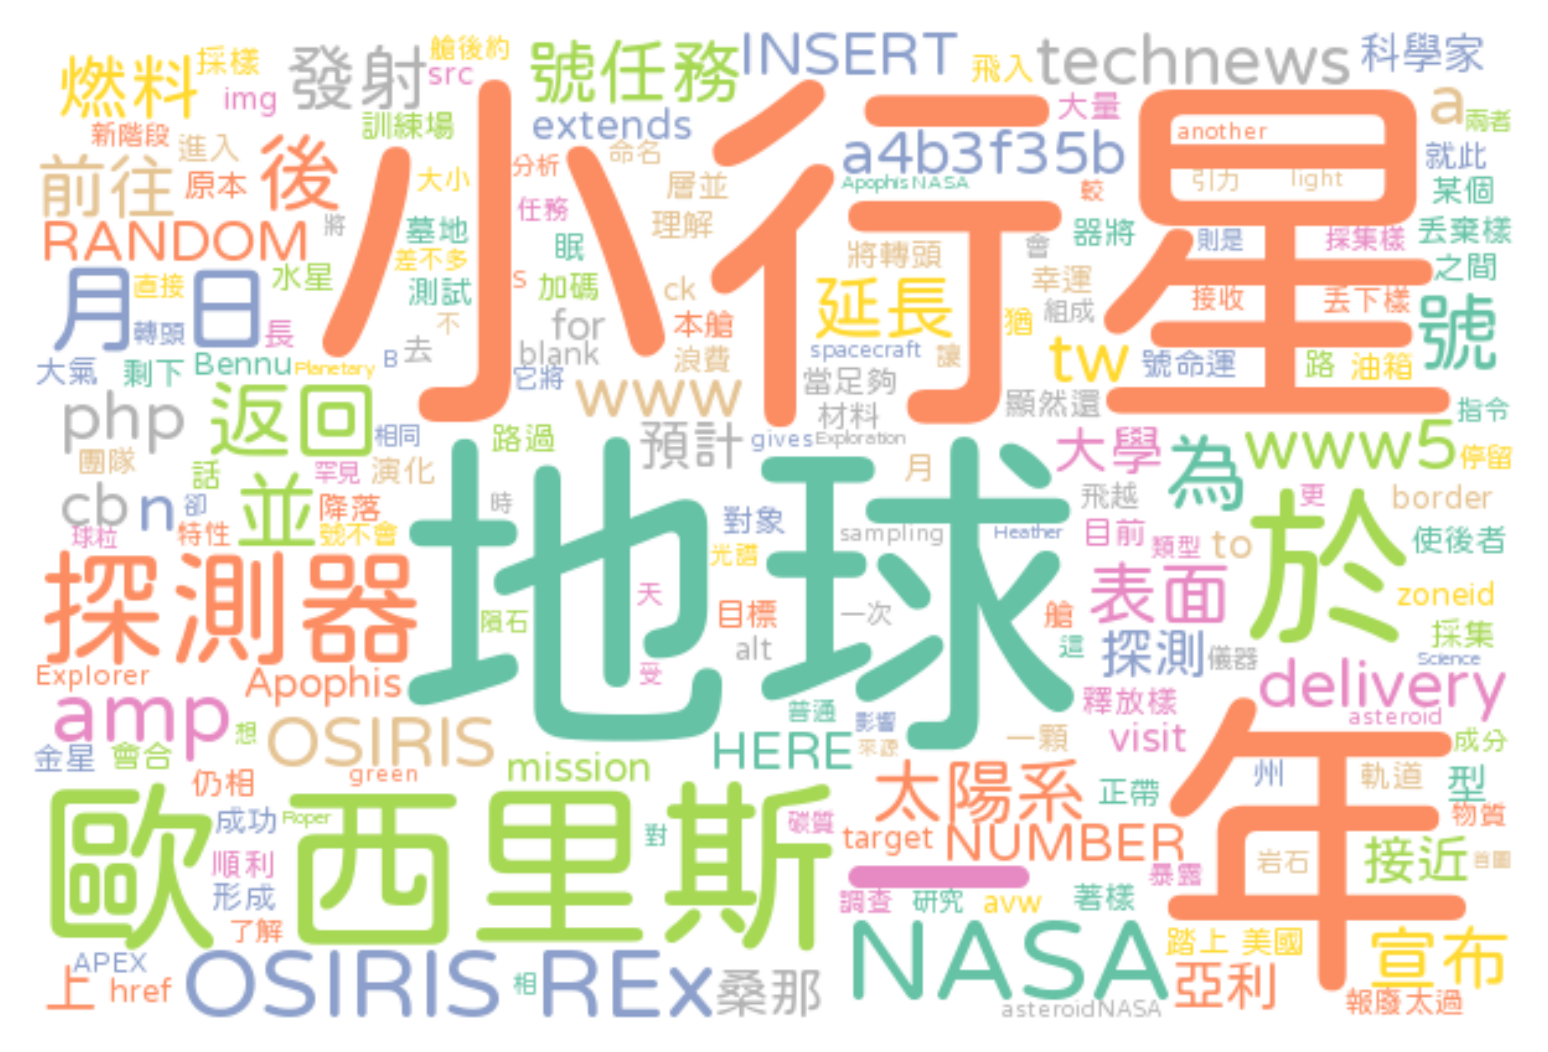 燃料 採樣 發射 艙後約 號任務 INSERT 飛入 technews 科學家
img src
新階段 進入 訓練場 extends 大量 a 兩者
前往 原本 後 大小 分析 命名 a4b3f35b another 就此
小行星
RANDOM 將 墓地 任務 層並 理解 Apophis NASA 較 引力 light 某個
差不多 眠 將轉頭 會 器將 則是 採集樣 丟棄樣
月 直接 日 水星 測試 s 加碼 ck 延長 猶 幸運 組成 接收 丟下樣 之間 號
轉頭 長 不 for 本艙
大氣 剩下 Bennu Planetary B 去 blank 浪費 spacecraft 讓 tw 號命運 路 油箱
php 返回 相同 它將 www 當足夠 材料 顯然還 指令
團隊 話 罕見 演化 路過 預計 gives Exploration 月 大學 為 www5 停留
cb n 卻 並 降落 時 對象 飛越 更 border
地球
球粒 特性 號不會 光譜 sampling Heather 目前 類型 to 於 使後者
探測器 隕石 天 目標 一次 艙 表面 zoneid
alt 這 探測 儀器 採集
Explorer Apophis 受 Science
amp 想 OSIRIS 普通 影響 釋放樣 delivery asteroid
金星 會合 green mission HERE 來源 一顆 visit 成分
仍相 太陽系 正帶 州 軌道 型
年
歐西里斯 成功 Roper 對 碳質 target NUMBER 物質
順利 一 岩石 接近 首圖
形成 調查 研究 avw 著樣 暴露
了解
APEX NASA 踏上 美國 宣布
上 href OSIRIS 相 REx 桑那 asteroidNASA 亞利 報廢太過